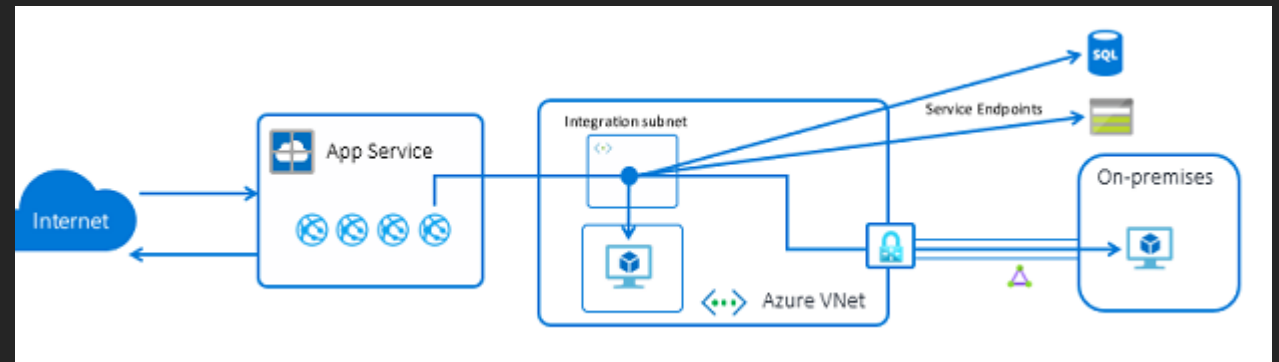 SQL
Service Endpoints
Integration subnet
App Service
On-premises
Internet
Azure VNet